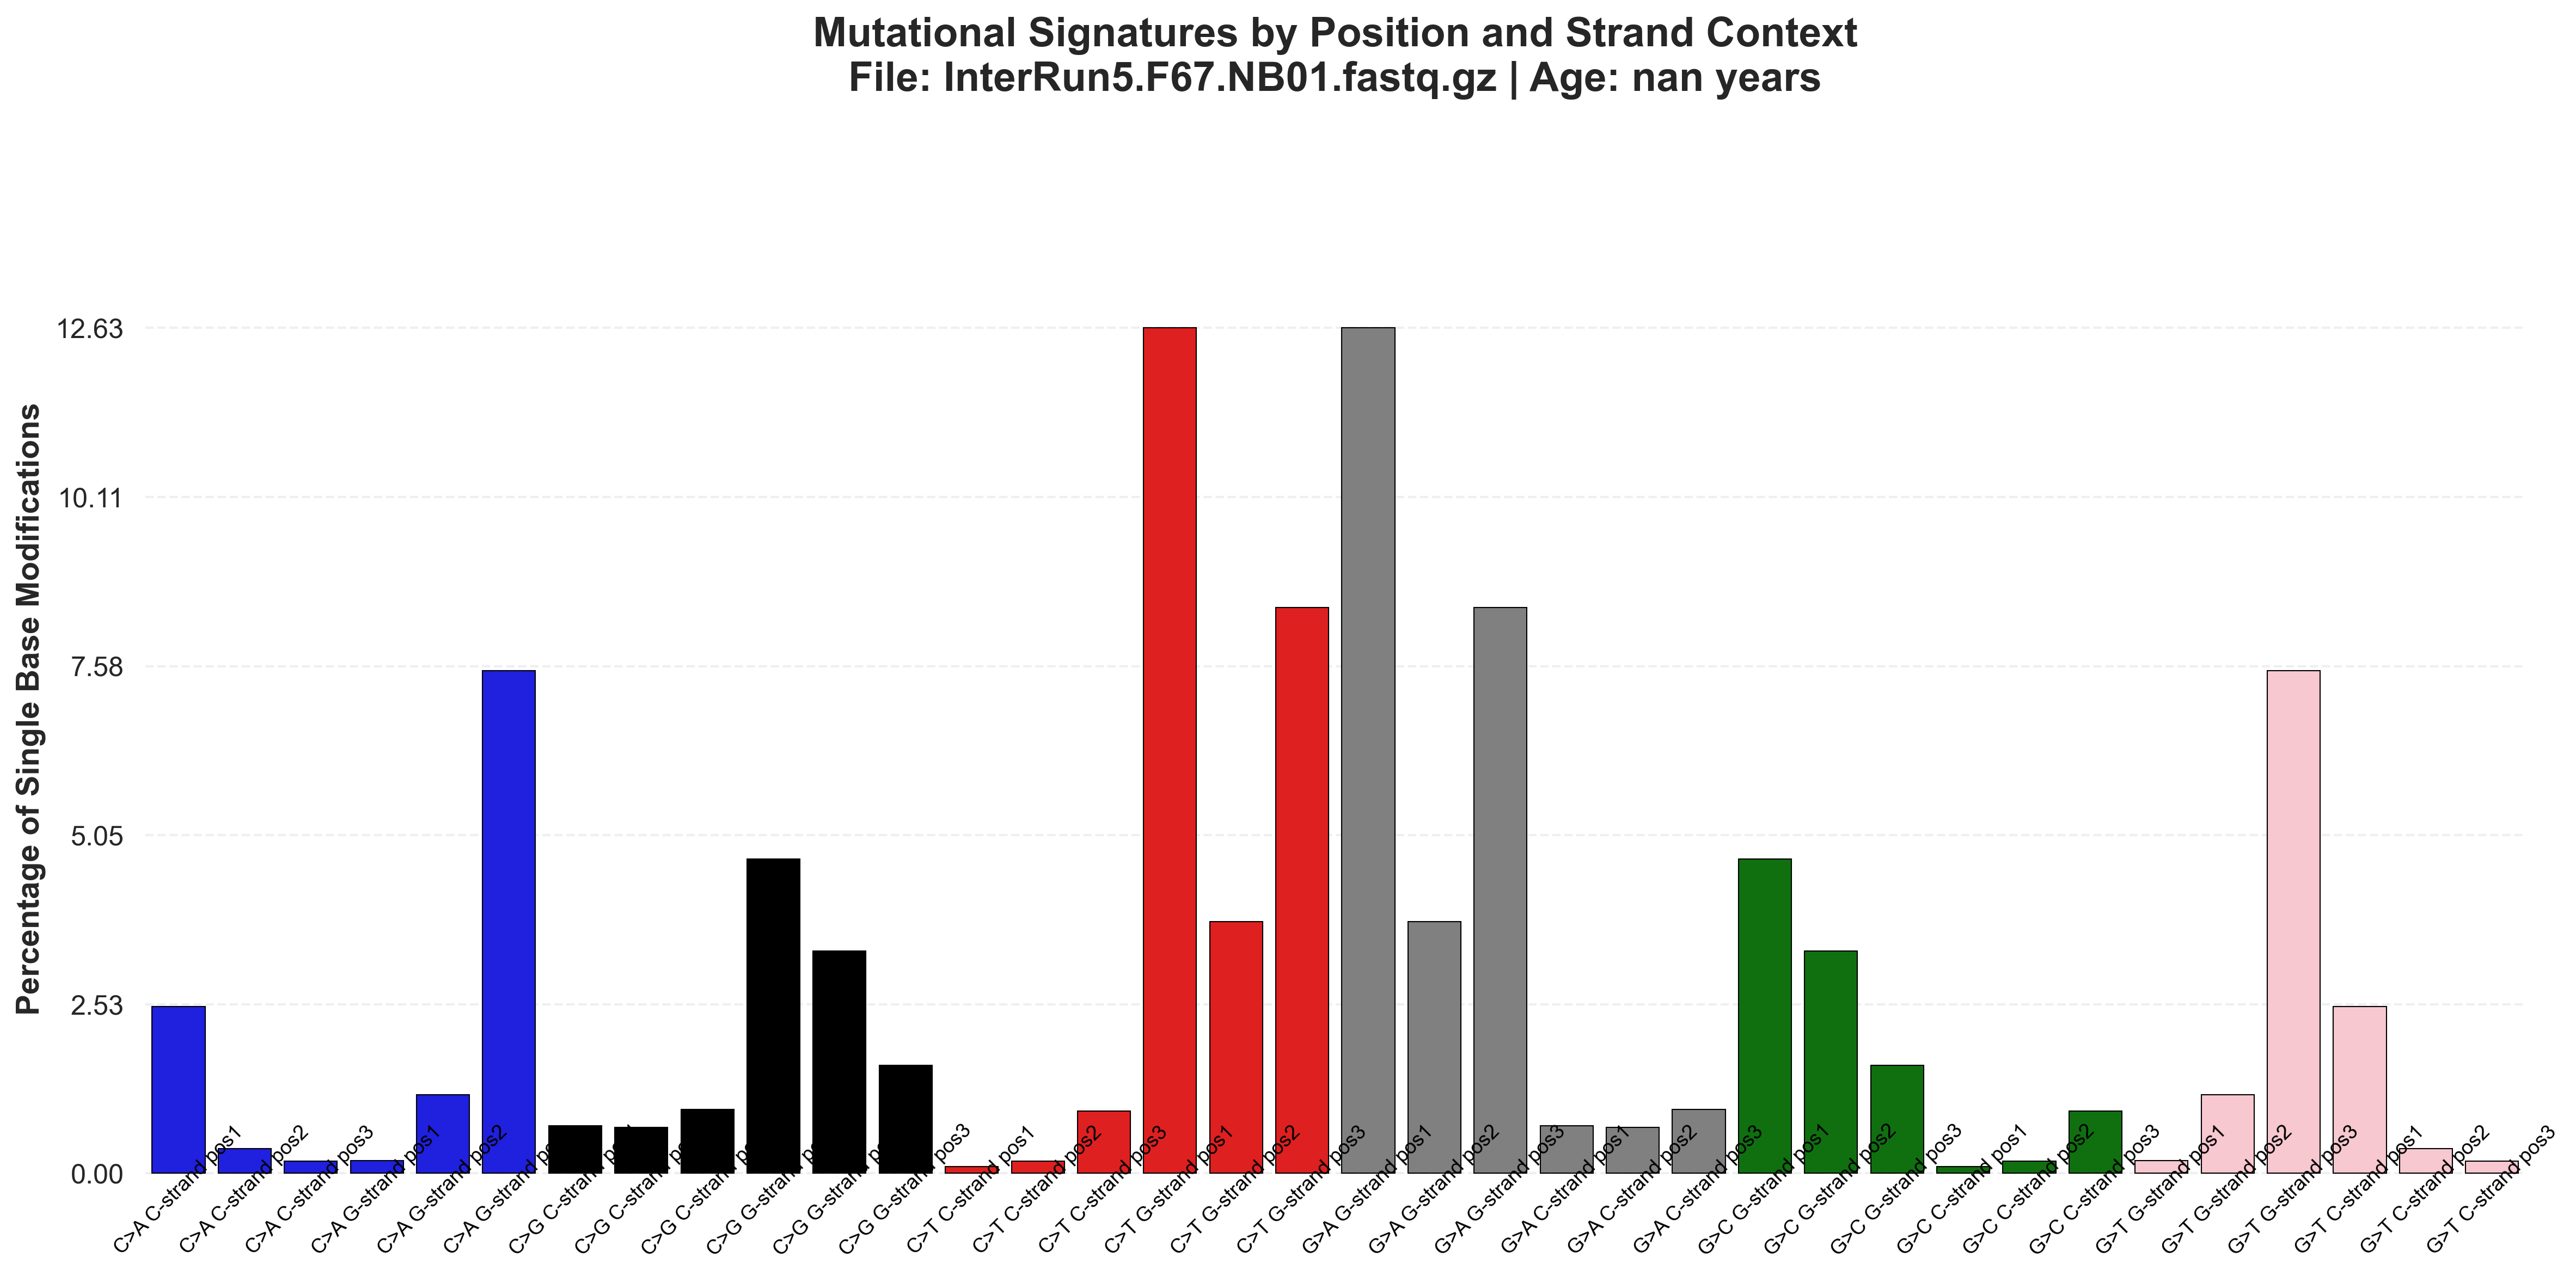 Mutational Signatures by Position and Strand Context
File: InterRun5.F67.NB01.fastq.gz | Age: nan years
Percentage of Single Base Modifications
12.63
10.11
7.58
5.05
2.53
0.00
C>A C-strand pos1
C>A C-strand pos2
C>A C-strand pos3
C>A G-strand pos1
C>A G-strand pos2
C>A G-strand pos3
C>G C-strand pos1
C>G C-strand pos2
C>G C-strand pos3
C>G G-strand pos1
C>G G-strand pos2
C>G G-strand pos3
C>T C-strand pos1
C>T C-strand pos2
C>T C-strand pos3
C>T G-strand pos1
C>T G-strand pos2
C>T G-strand pos3
G>A G-strand pos1
G>A G-strand pos2
G>A G-strand pos3
G>A C-strand pos1
G>A C-strand pos2
G>A C-strand pos3
G>C G-strand pos1
G>C G-strand pos2
G>C G-strand pos3
G>C C-strand pos1
G>C C-strand pos2
G>C C-strand pos3
G>T G-strand pos1
G>T G-strand pos2
G>T G-strand pos3
G>T C-strand pos1
G>T C-strand pos2
G>T C-strand pos3